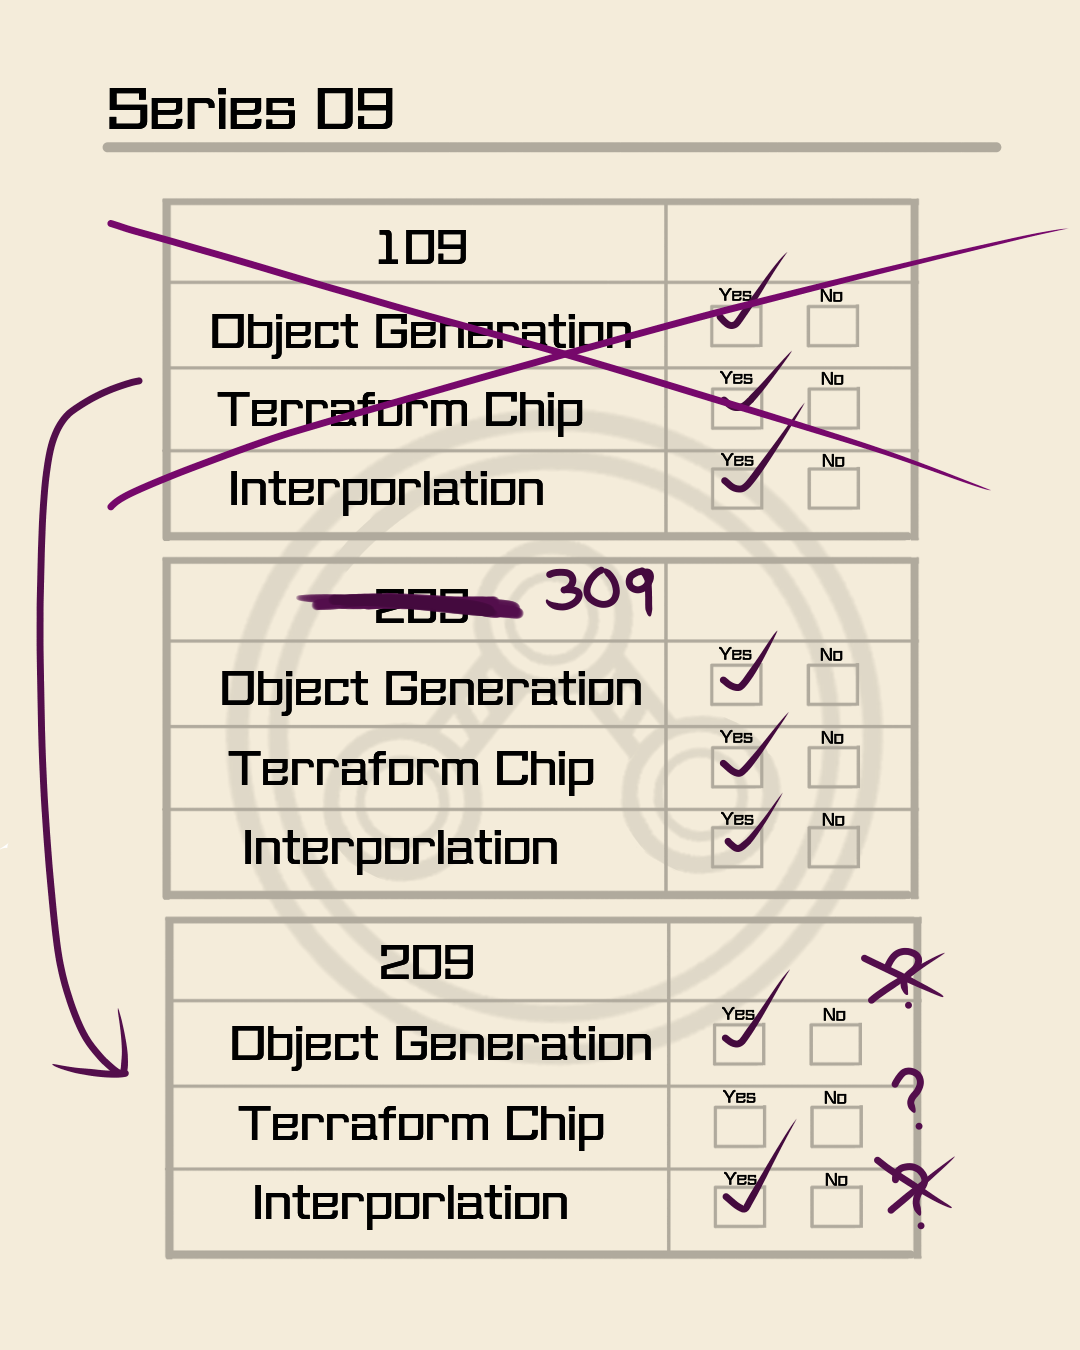 Series 09
109
Yes No
Object Generation
Yes No
Terraform Chip
Yes No
Interporlation
309
Yes No
Object Generation
Yes No
Terraform Chip
Yes No
Interporlation
209
?
Yes No
Object Generation
?
Yes No
Terraform Chip
?
Yes No
Interporlation